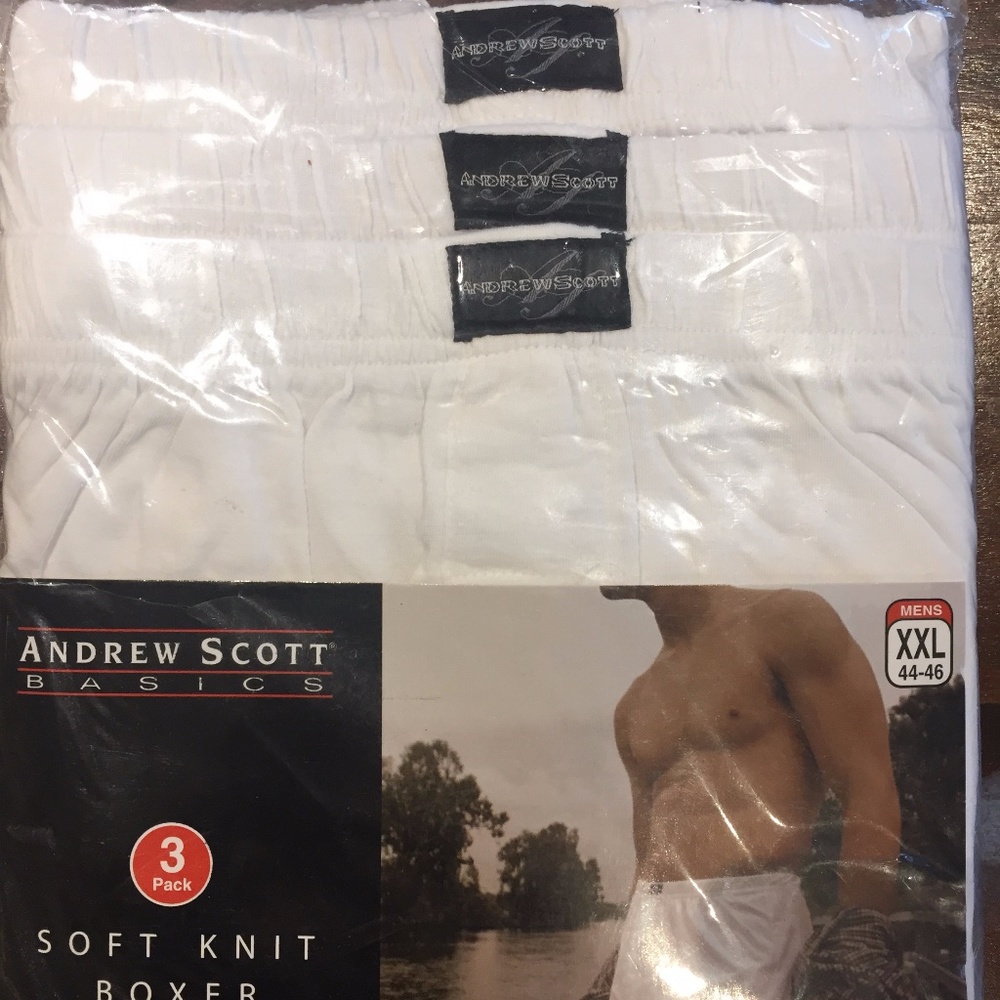 ANDREWSCOTT
ANDREWSCOTT
ANDREWSCOTT
ANDREW SCOTT®
BASICS
MENS
XXL
44-46
3
Pack
SOFT KNIT
BOXER